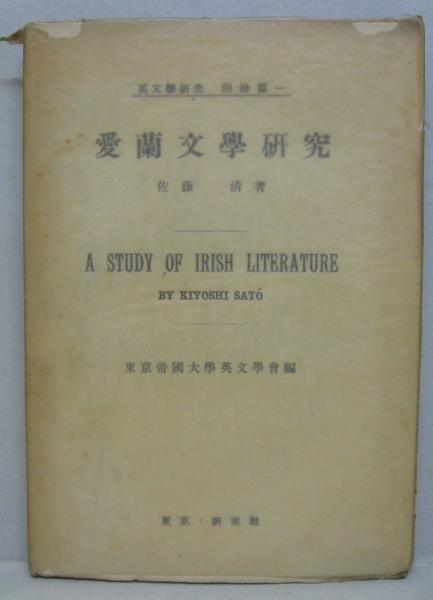 英文學研究 別冊第一
愛蘭文學研究
佐藤 清著
A STUDY OF IRISH LITERATURE
BY KIYOSHI SATŌ
東京帝國大學英文學會編
東京・研究社